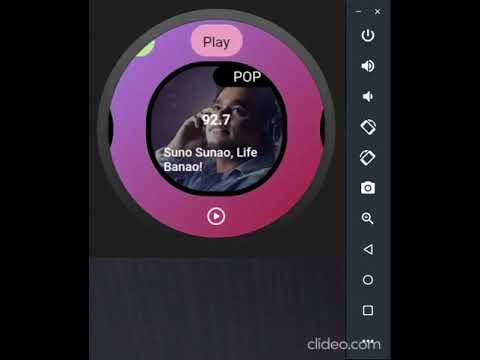 Play
POP
92.7
Suno Sunao, Life
Banao!
clideo.com